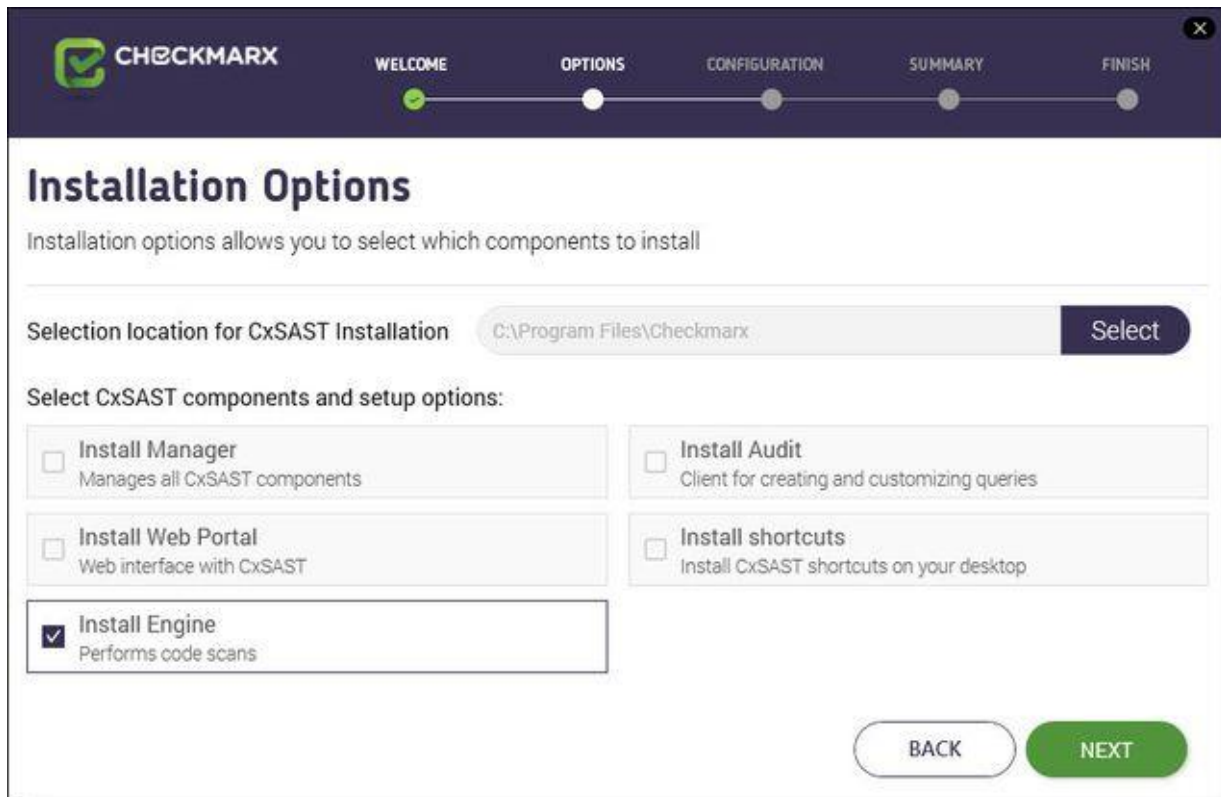 CHECKMARX
WELCOME
OPTIONS
CONFIGURATION
SUMMARY
FINISH
Installation Options
Installation options allows you to select which components to install
Selection location for CxSAST Installation
C:\Program Files\Checkmarx
Select
Select CxSAST components and setup options:
Install Manager
Manages all CxSAST components
Install Audit
Client for creating and customizing queries
Install Web Portal
Web interface with CxSAST
Install shortcuts
Install CxSAST shortcuts on your desktop
Install Engine
Performs code scans
BACK
NEXT